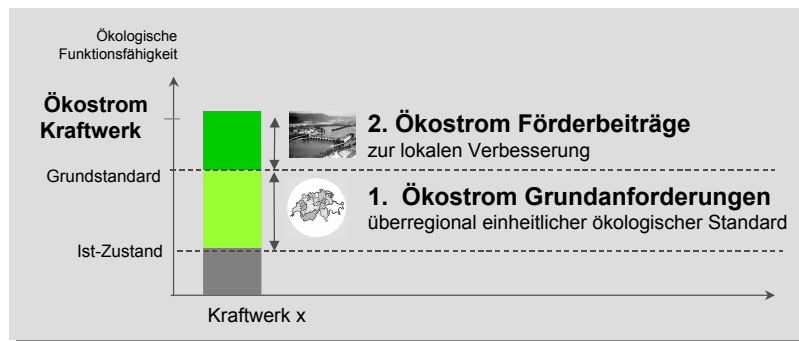 Ökologische
Funktionsfähigkeit
Ökostrom
Kraftwerk
2. Ökostrom Förderbeiträge
zur lokalen Verbesserung
Grundstandard
1. Ökostrom Grundanforderungen
überregional einheitlicher ökologischer Standard
Ist-Zustand
Kraftwerk x